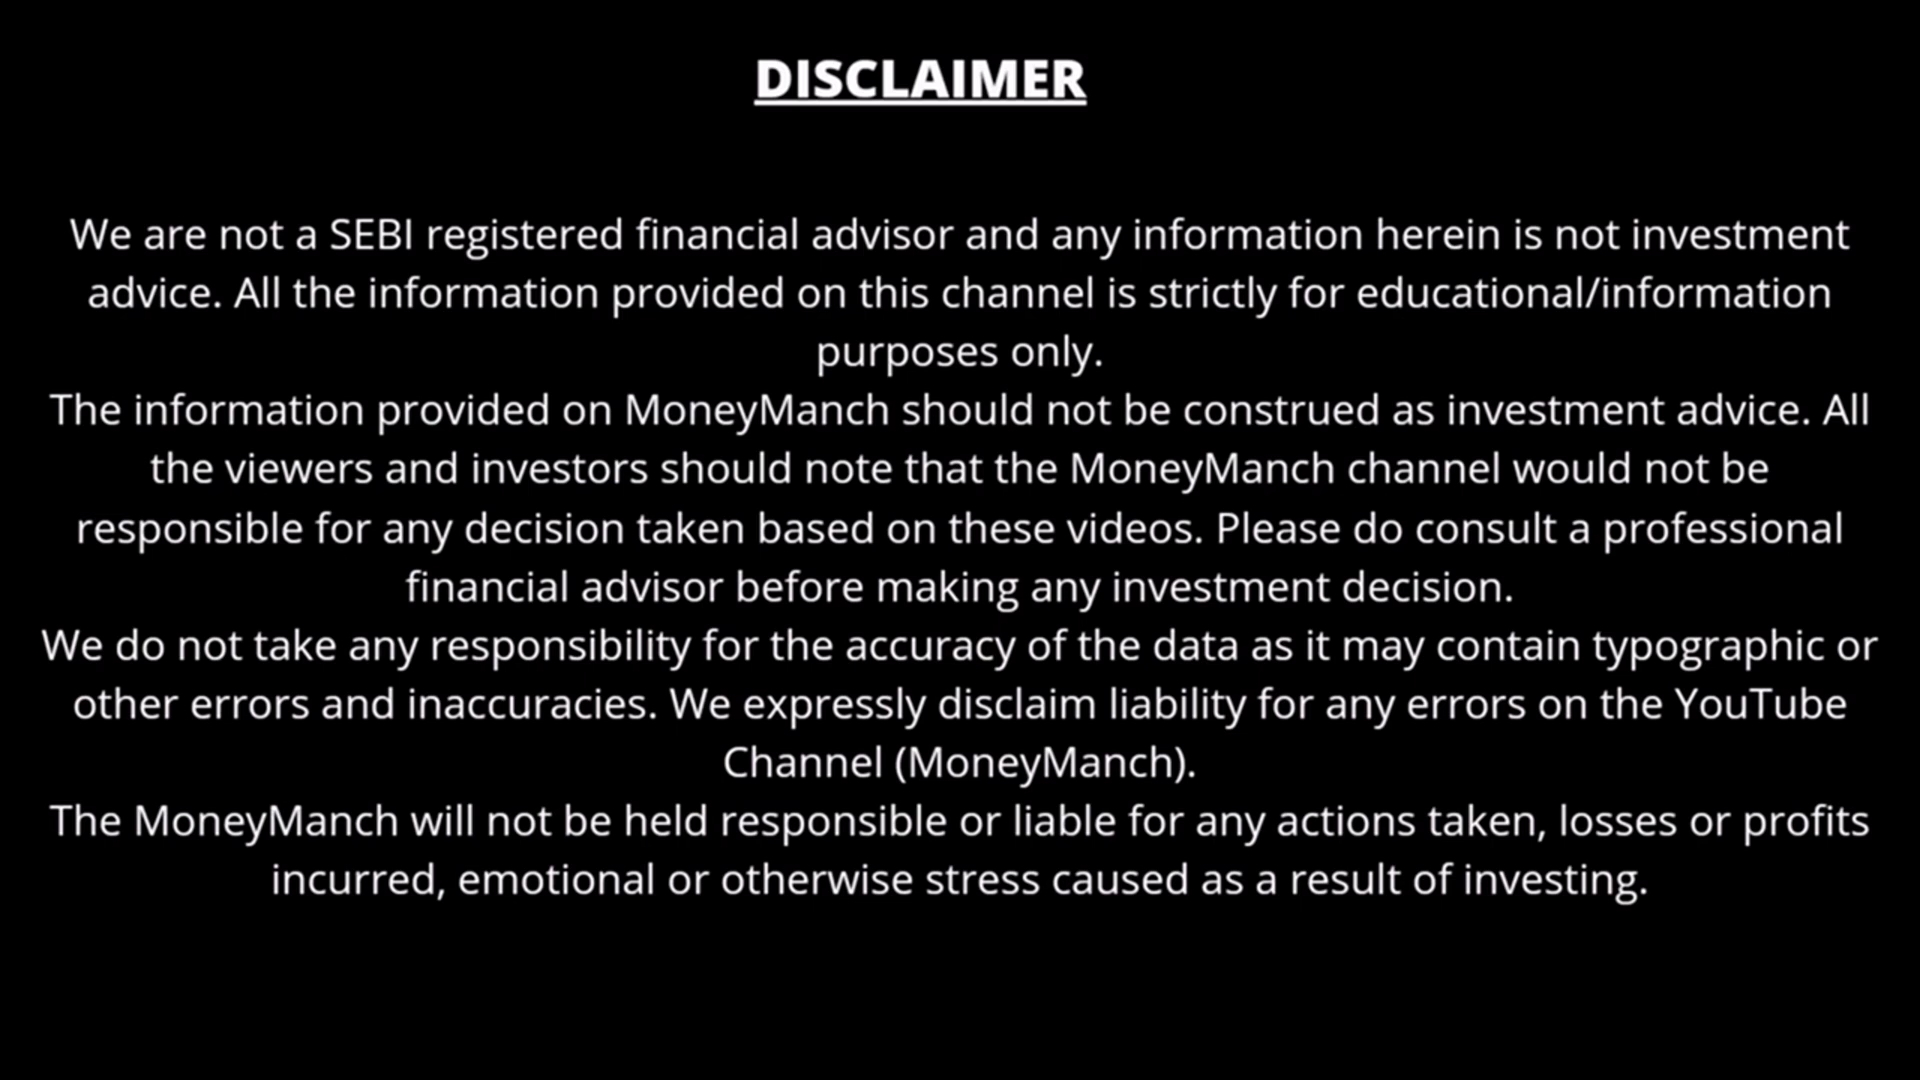 DISCLAIMER
We are not a SEBI registered financial advisor and any information herein is not investment
advice. All the information provided on this channel is strictly for educational/information
purposes only.
The information provided on MoneyManch should not be construed as investment advice. All
the viewers and investors should note that the MoneyManch channel would not be
responsible for any decision taken based on these videos. Please do consult a professional
financial advisor before making any investment decision.
We do not take any responsibility for the accuracy of the data as it may contain typographic or
other errors and inaccuracies. We expressly disclaim liability for any errors on the YouTube
Channel (MoneyManch).
The MoneyManch will not be held responsible or liable for any actions taken, losses or profits
incurred, emotional or otherwise stress caused as a result of investing.